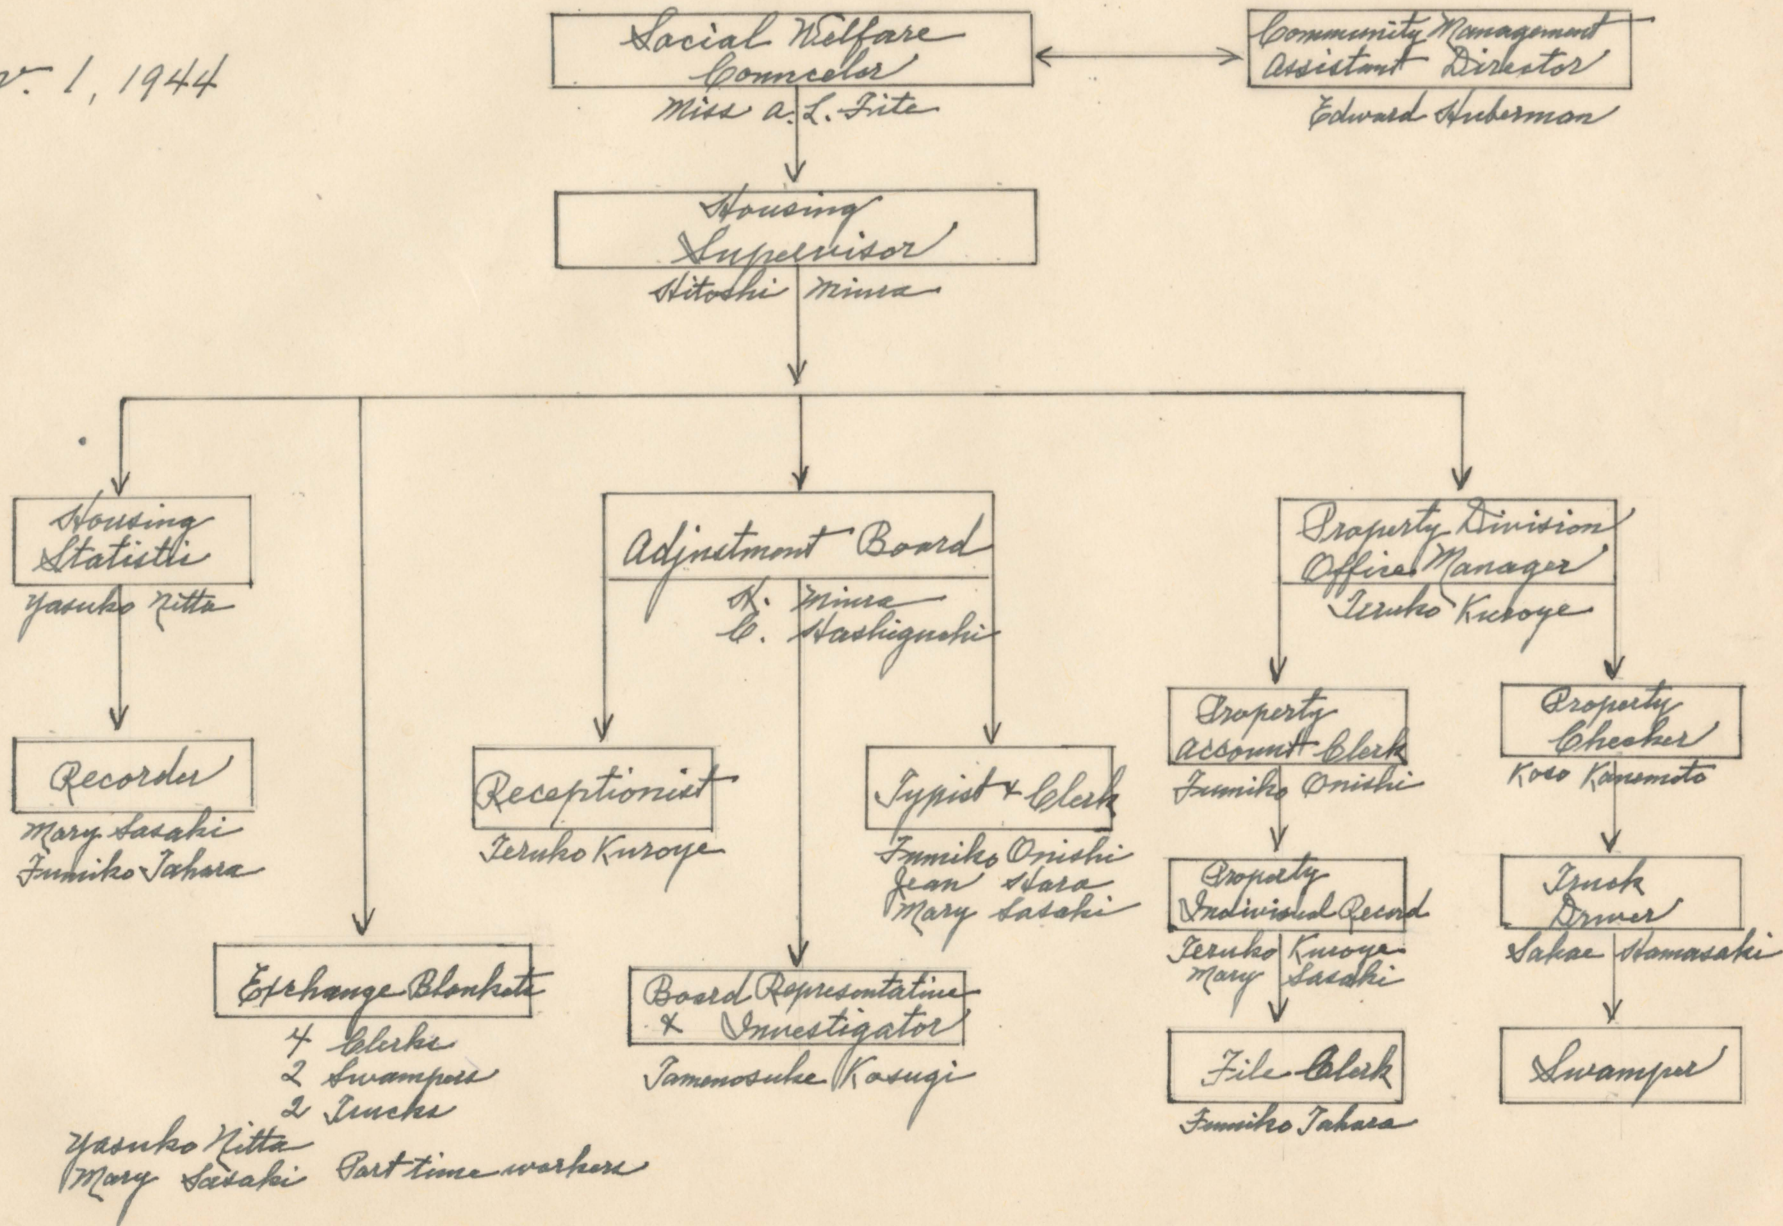 v. 1, 1944
Social Welfare
Councelor
Miss A. L. Fite
Community Management
Assistant Director
Edward Huberman
Housing
Supervisor
Hitoshi Miura
Housing
Statisti
Yasuko Nitta
Adjustment Board
H. Miura
C. Hashiguchi
Property Division
Office Manager
Teruko Kuroye
Recorder
Mary Sasaki
Fumiko Tahara
Receptionist
Teruko Kuroye
Typist & Clerk
Fumiko Onishi
Jean Hara
Mary Sasaki
Property
Account Clerk
Fumiko Onishi
Property
Checker
Koso Kanemoto
Property
Individual Record
Teruko Kuroye
Mary Sasaki
Truck
Driver
Sakae Hamasaki
Exchange Blankets
4 Clerks
2 Swampers
2 Trucks
Yasuko Nitta
Mary Sasaki Part time workers
Board Representative
& Investigator
Tamenosuke Kosugi
File Clerk
Fumiko Tahara
Swamper